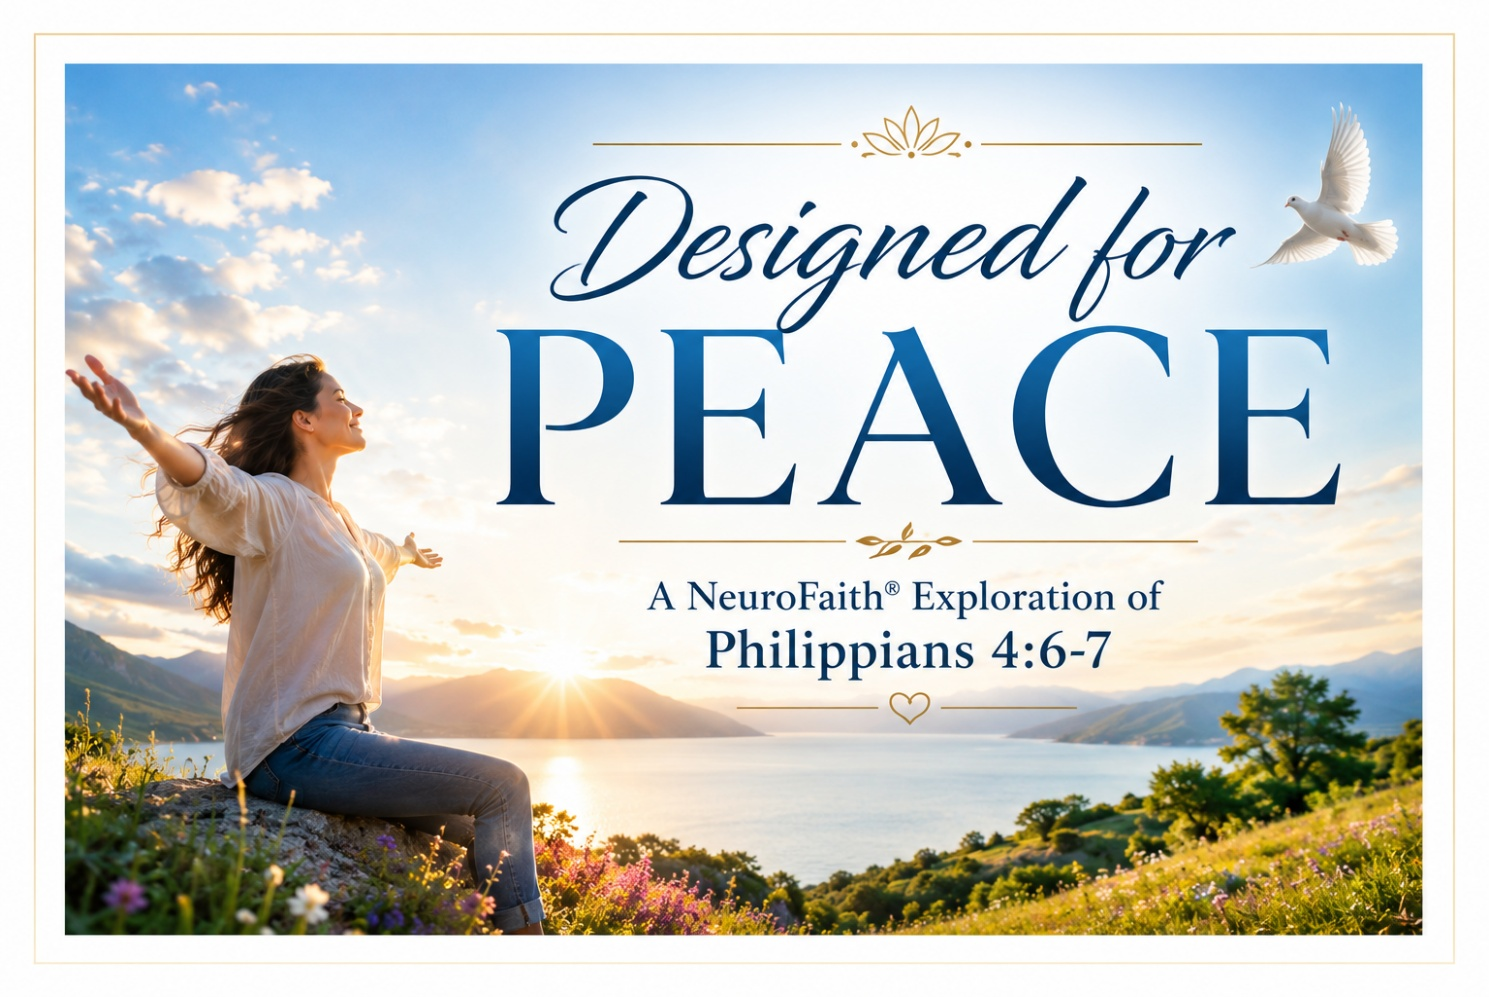 Designed for
PEACE
A NeuroFaith® Exploration of
Philippians 4:6-7